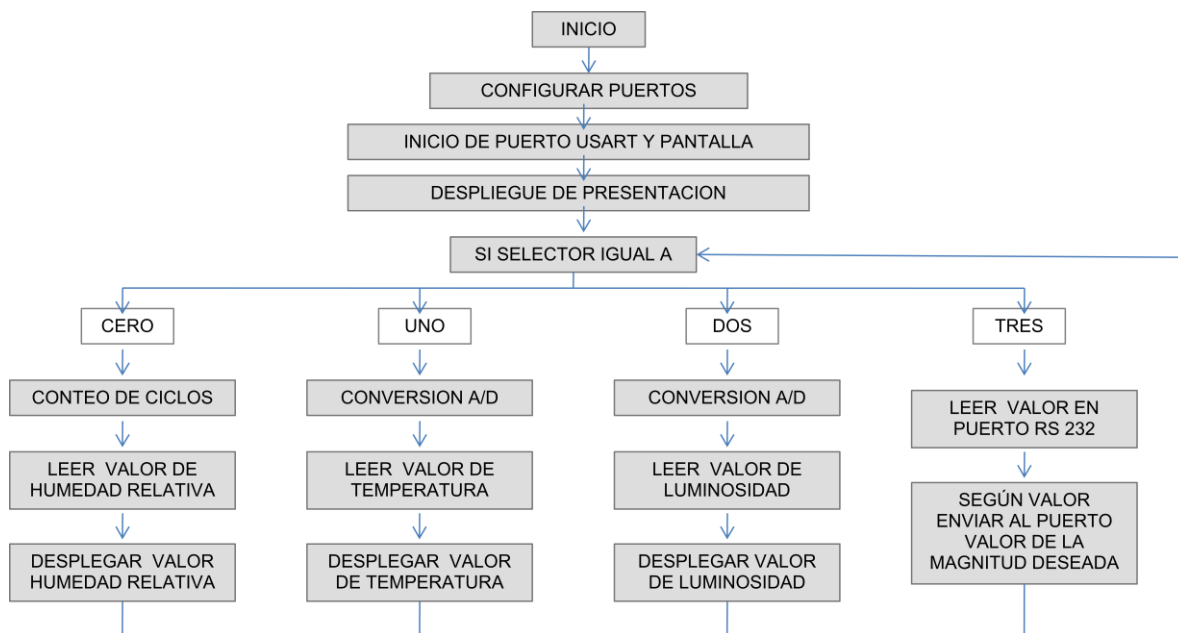 INICIO
CONFIGURAR PUERTOS
INICIO DE PUERTO USART Y PANTALLA
DESPLIEGUE DE PRESENTACION
SI SELECTOR IGUAL A
CERO
UNO
DOS
TRES
CONTEO DE CICLOS
CONVERSION A/D
CONVERSION A/D
LEER VALOR EN
PUERTO RS 232
LEER VALOR DE
HUMEDAD RELATIVA
LEER VALOR DE
TEMPERATURA
LEER VALOR DE
LUMINOSIDAD
SEGÚN VALOR
ENVIAR AL PUERTO
VALOR DE LA
MAGNITUD DESEADA
DESPLEGAR VALOR
HUMEDAD RELATIVA
DESPLEGAR VALOR
DE TEMPERATURA
DESPLEGAR VALOR
DE LUMINOSIDAD